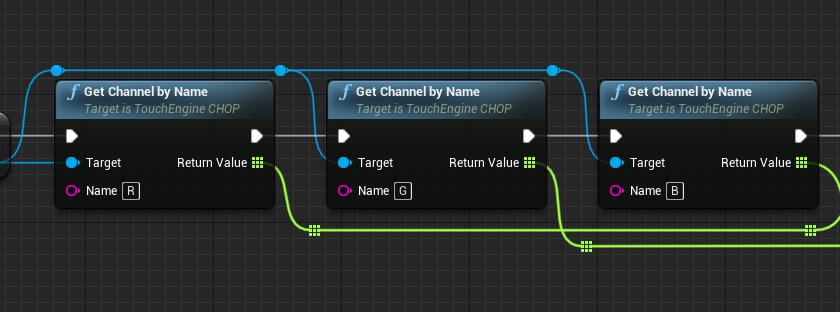 Get Channel by Name
Target is TouchEngine CHOP
Target
Return Value
Name R
Get Channel by Name
Target is TouchEngine CHOP
Target
Return Value
Name G
Get Channel by Name
Target is TouchEngine CHOP
Target
Return Value
Name B